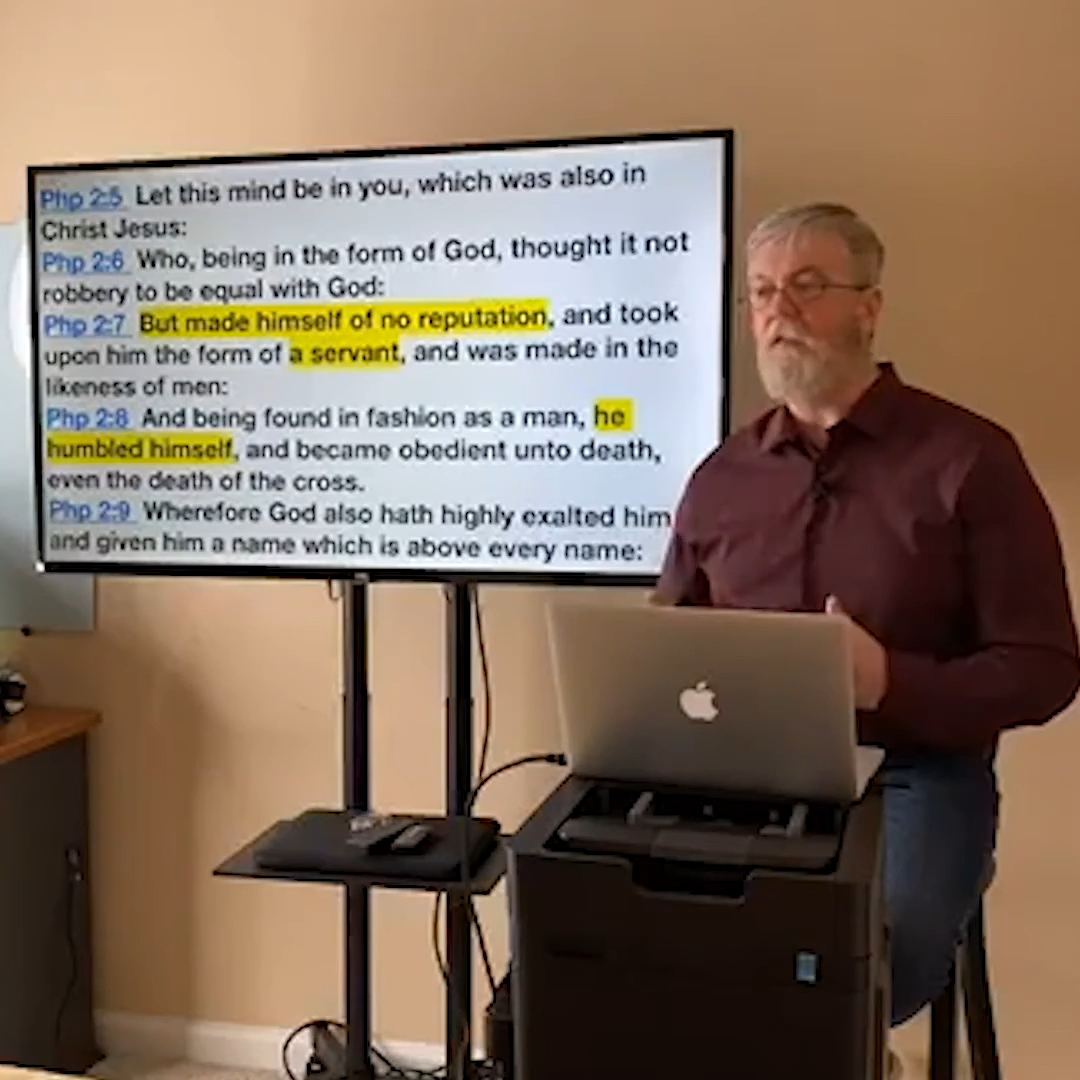 Php 2:5 Let this mind be in you, which was also in
Christ Jesus:
Php 2:6 Who, being in the form of God, thought it not
robbery to be equal with God:
Php 2:7 But made himself of no reputation, and took
upon him the form of a servant, and was made in the
likeness of men:
Php 2:8 And being found in fashion as a man, he
humbled himself, and became obedient unto death,
even the death of the cross.
Php 2:9 Wherefore God also hath highly exalted him
and given him a name which is above every name: